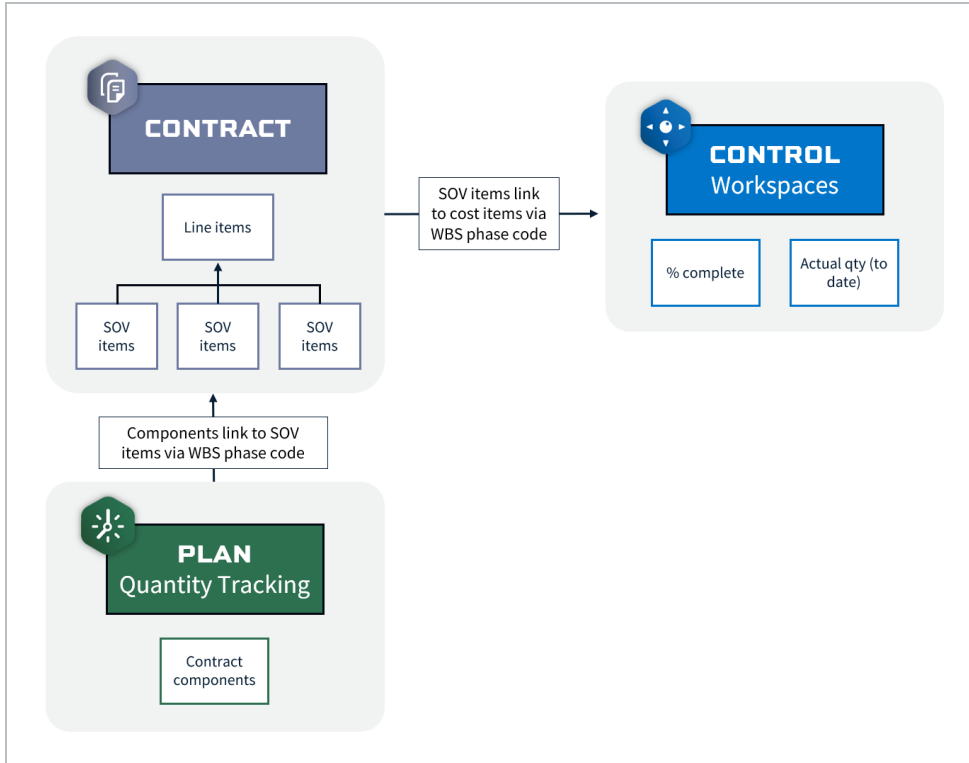 CONTRACT
Line items
SOV
items
SOV
items
SOV
items
SOV items link
to cost items via
WBS phase code
CONTROL
Workspaces
% complete
Actual qty (to
date)
Components link to SOV
items via WBS phase code
PLAN
Quantity Tracking
Contract
components